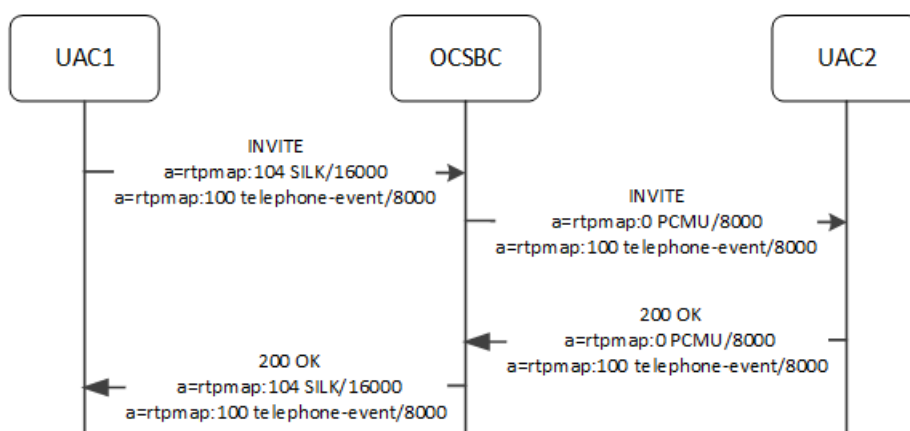 UAC1
OCSBC
UAC2
INVITE
a=rtpmap:104 SILK/16000
a=rtpmap:100 telephone-event/8000
INVITE
a=rtpmap:0 PCMU/8000
a=rtpmap:100 telephone-event/8000
200 OK
a=rtpmap:0 PCMU/8000
a=rtpmap:100 telephone-event/8000
200 OK
a=rtpmap:104 SILK/16000
a=rtpmap:100 telephone-event/8000